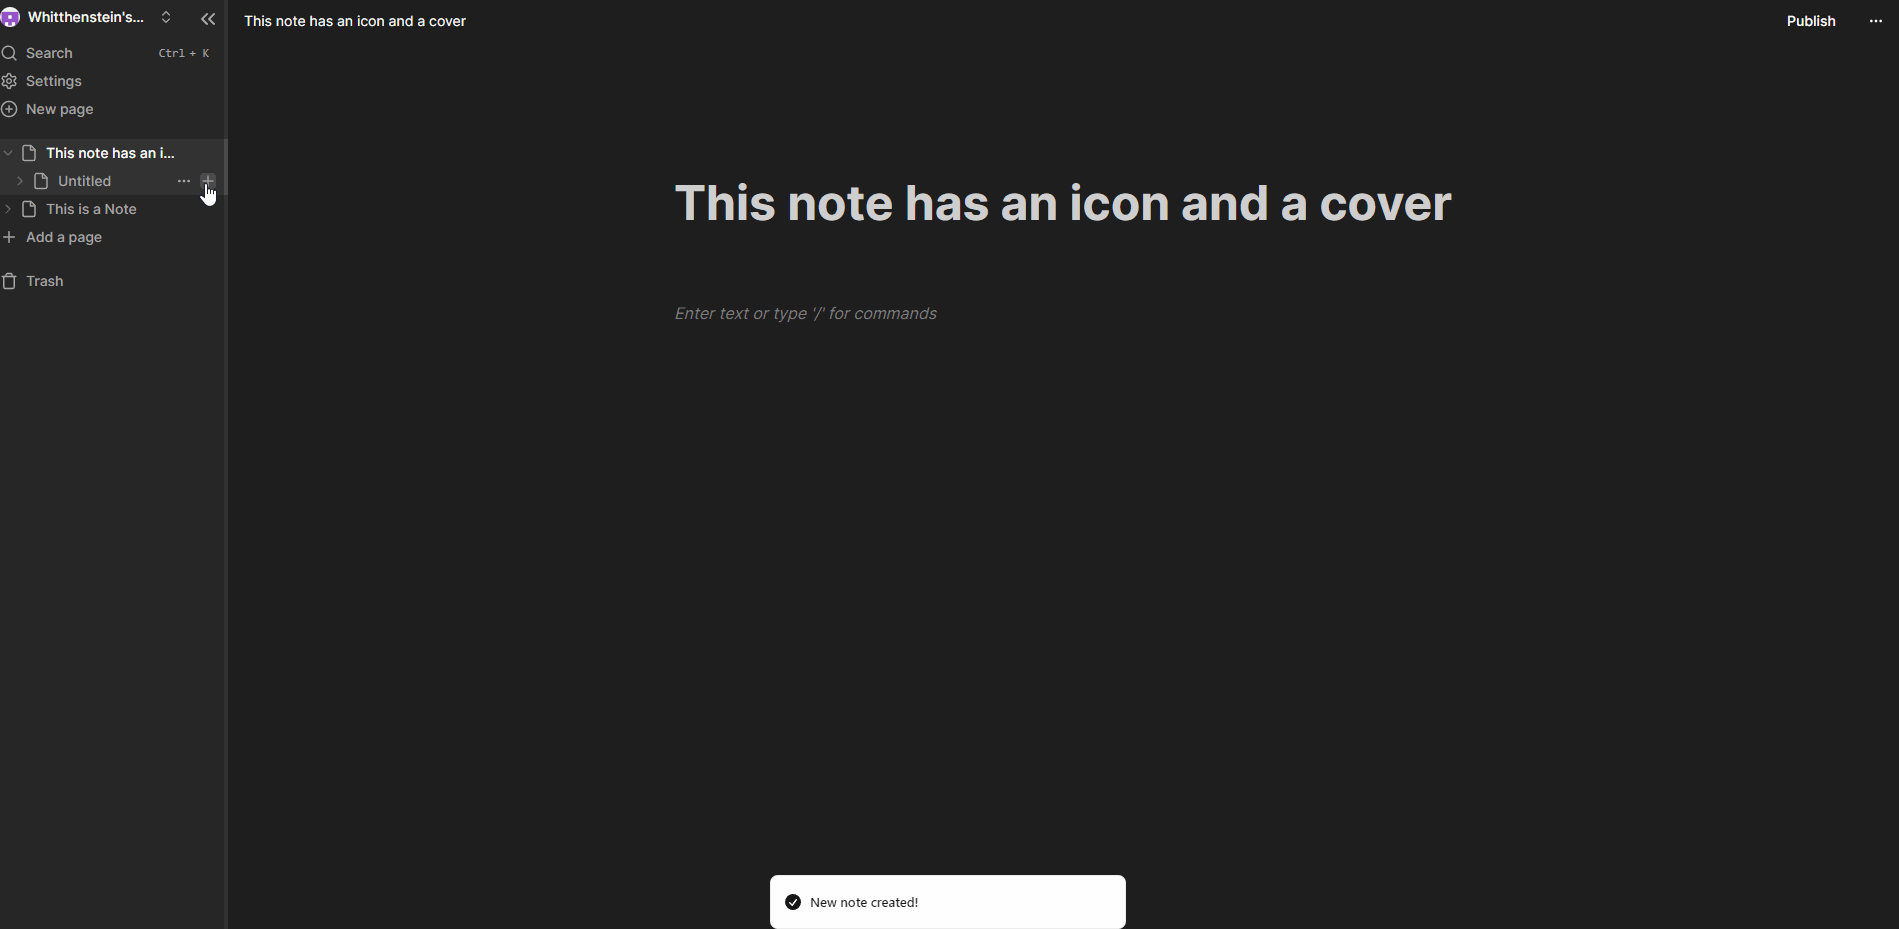 Whitthenstein's...
Search Ctrl + K
Settings
New page
This note has an i...
Untitled
This is a Note
Add a page
Trash
This note has an icon and a cover
Publish
This note has an icon and a cover
Enter text or type '/' for commands
New note created!